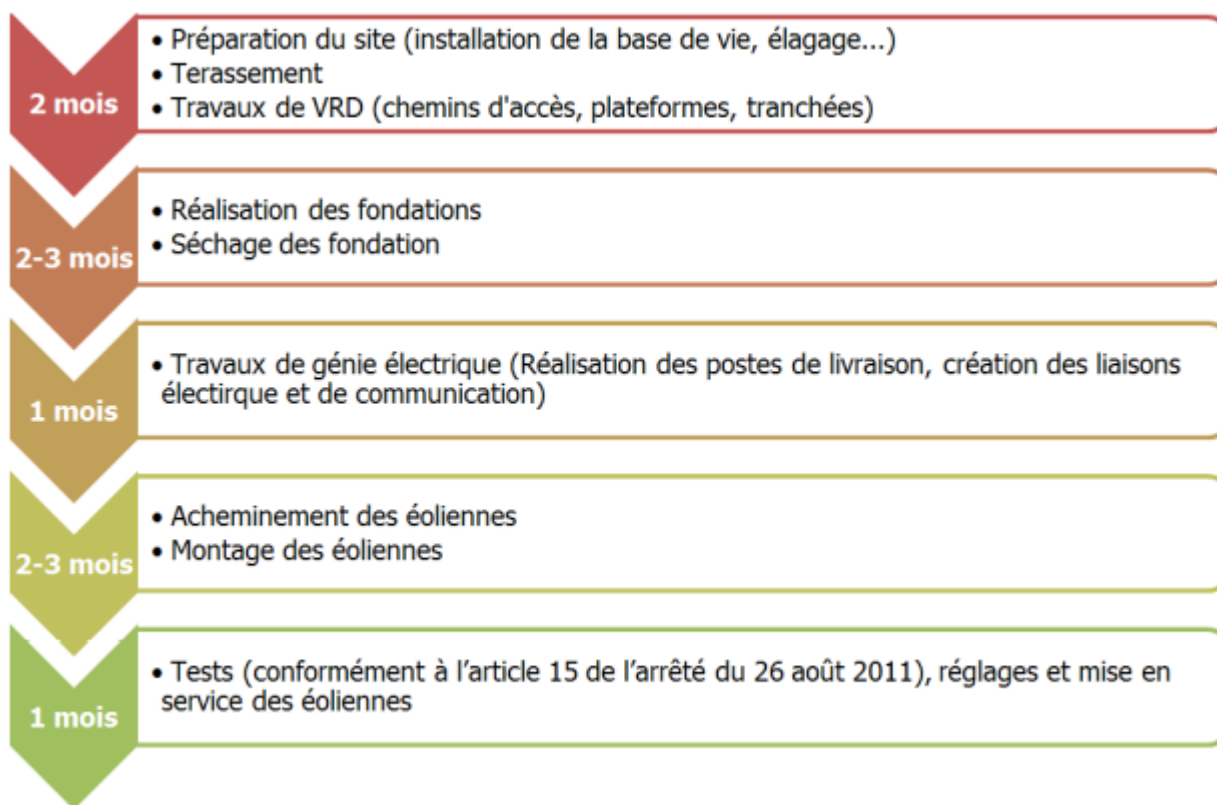 2 mois
• Préparation du site (installation de la base de vie, élagage...)
• Terassement
• Travaux de VRD (chemins d'accès, plateformes, tranchées)
2-3 mois
• Réalisation des fondations
• Séchage des fondation
1 mois
• Travaux de génie électrique (Réalisation des postes de livraison, création des liaisons
électirque et de communication)
2-3 mois
• Acheminement des éoliennes
• Montage des éoliennes
1 mois
• Tests (conformément à l’article 15 de l’arrêté du 26 août 2011), réglages et mise en
service des éoliennes